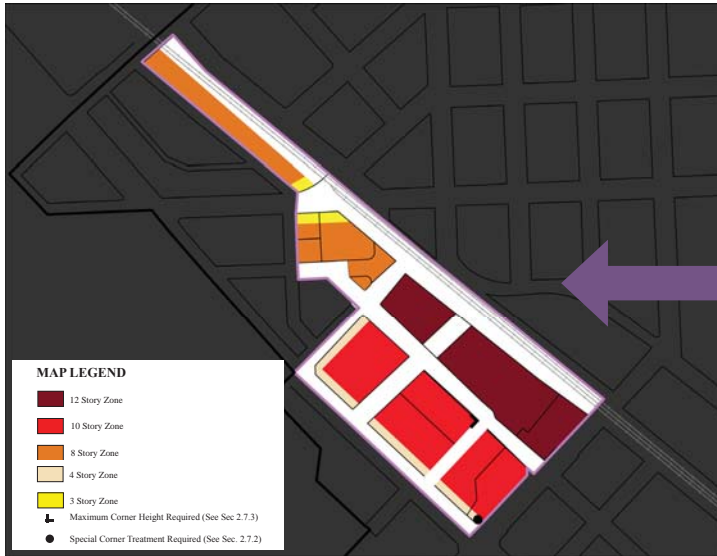 MAP LEGEND
12 Story Zone
10 Story Zone
8 Story Zone
4 Story Zone
3 Story Zone
Maximum Corner Height Required (See Sec 2.7.3)
Special Corner Treatment Required (See Sec. 2.7.2)